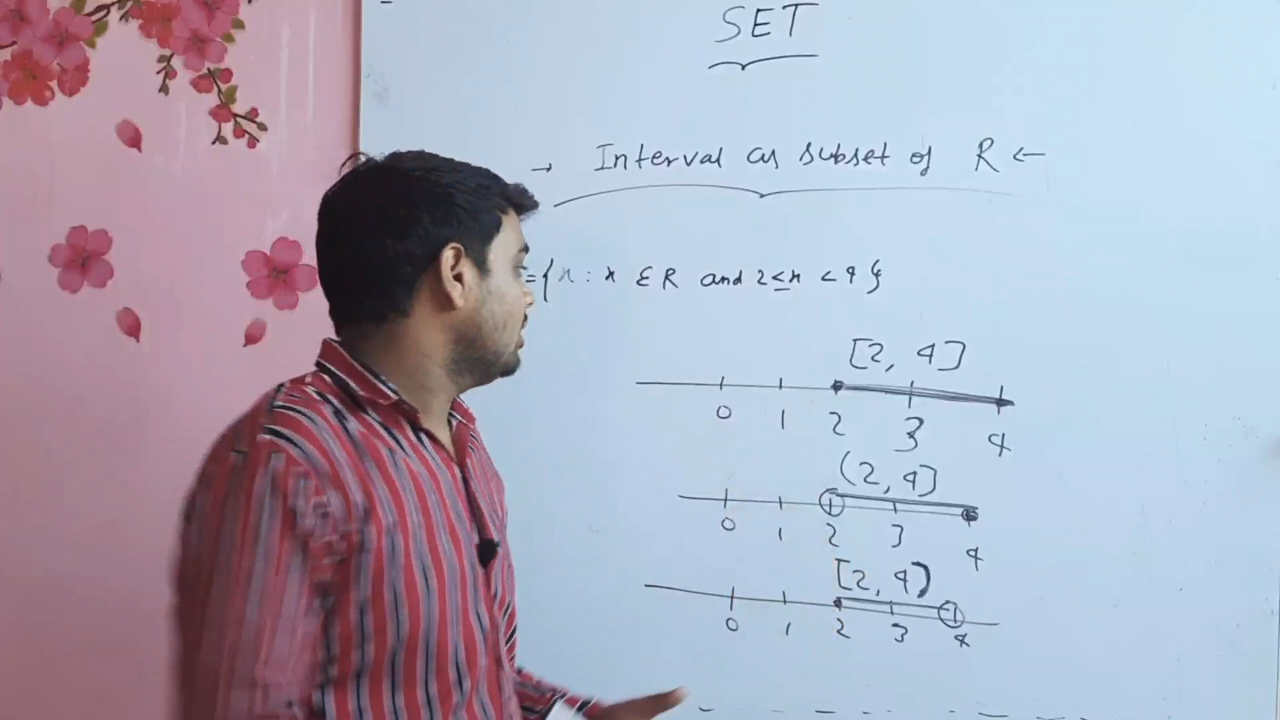 SET
→ Interval as subset of R ←
= { x : x ∈ R and 2 ≤ x < 4 }
[2, 4]
0 1 2 3 4
(2, 4]
0 1 2 3 4
[2, 4)
0 1 2 3 4